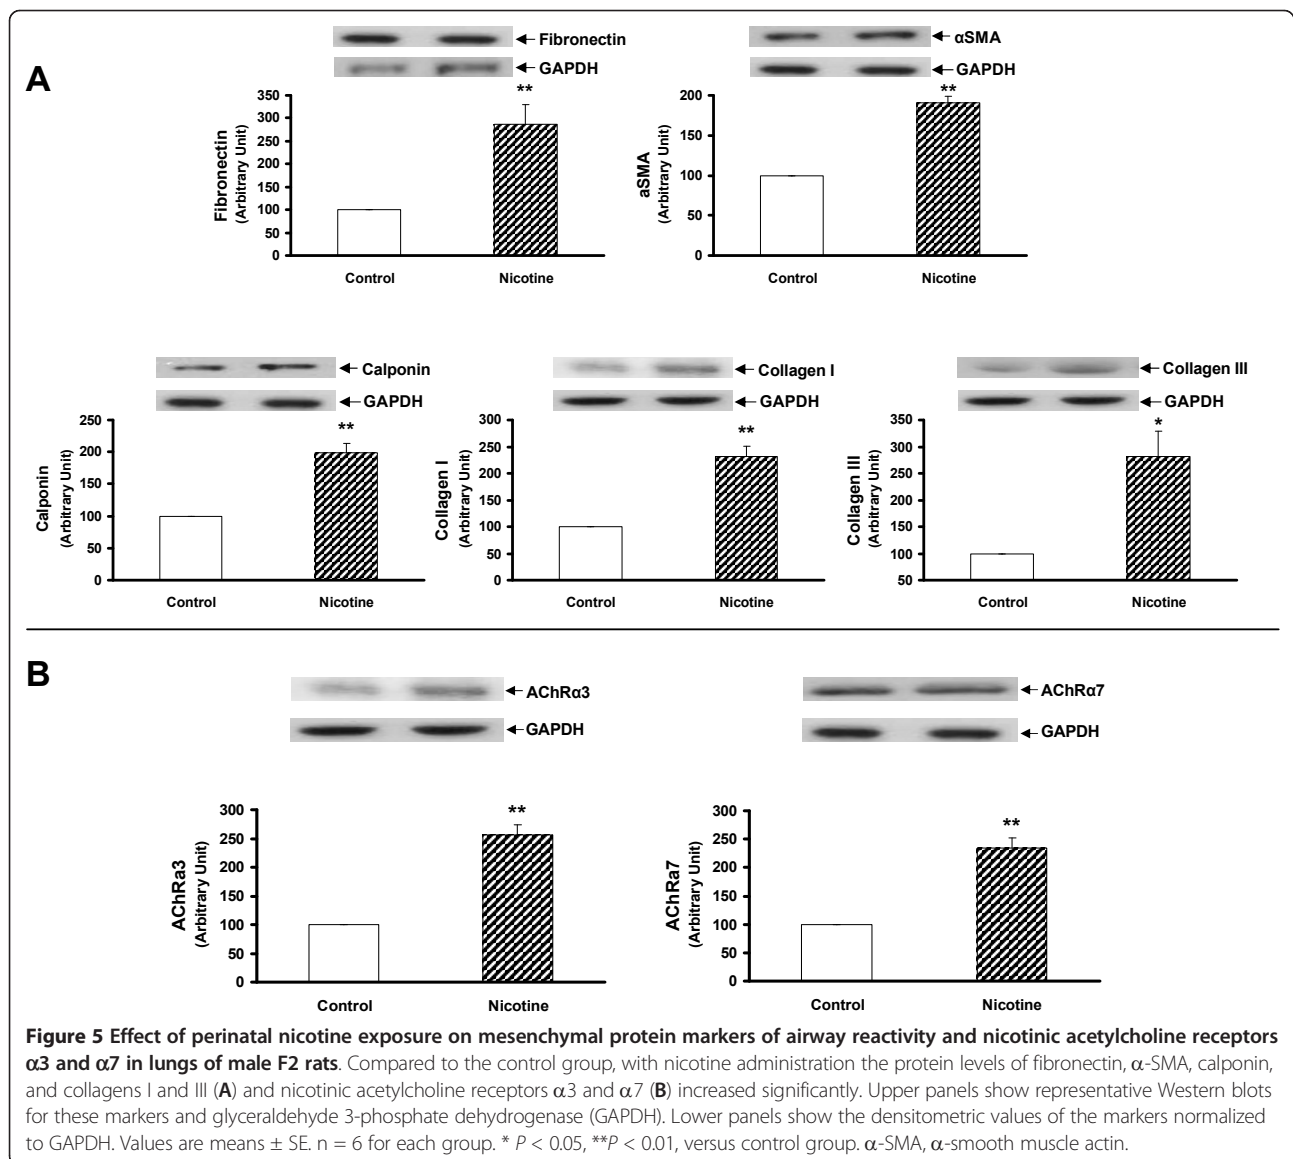 A
Fibronectin
GAPDH
**
350
300
250
200
150
100
50
0
Fibronectin
(Arbitrary Unit)
Control Nicotine
αSMA
GAPDH
**
200
150
100
50
0
aSMA
(Arbitrary Unit)
Control Nicotine
Calponin
GAPDH
**
250
200
150
100
50
0
Calponin
(Arbitrary Unit)
Control Nicotine
Collagen I
GAPDH
**
300
250
200
150
100
50
0
Collagen I
(Arbitrary Unit)
Control Nicotine
Collagen III
GAPDH
*
350
300
250
200
150
100
50
Collagen III
(Arbitrary Unit)
Control Nicotine
B
AChRα3
GAPDH
**
300
250
200
150
100
50
0
AChRa3
(Arbitrary Unit)
Control Nicotine
AChRα7
GAPDH
**
300
250
200
150
100
50
0
AChRa7
(Arbitrary Unit)
Control Nicotine
Figure 5 Effect of perinatal nicotine exposure on mesenchymal protein markers of airway reactivity and nicotinic acetylcholine receptors
α3 and α7 in lungs of male F2 rats. Compared to the control group, with nicotine administration the protein levels of fibronectin, α-SMA, calponin,
and collagens I and III (A) and nicotinic acetylcholine receptors α3 and α7 (B) increased significantly. Upper panels show representative Western blots
for these markers and glyceraldehyde 3-phosphate dehydrogenase (GAPDH). Lower panels show the densitometric values of the markers normalized
to GAPDH. Values are means ± SE. n = 6 for each group. * P < 0.05, **P < 0.01, versus control group. α-SMA, α-smooth muscle actin.